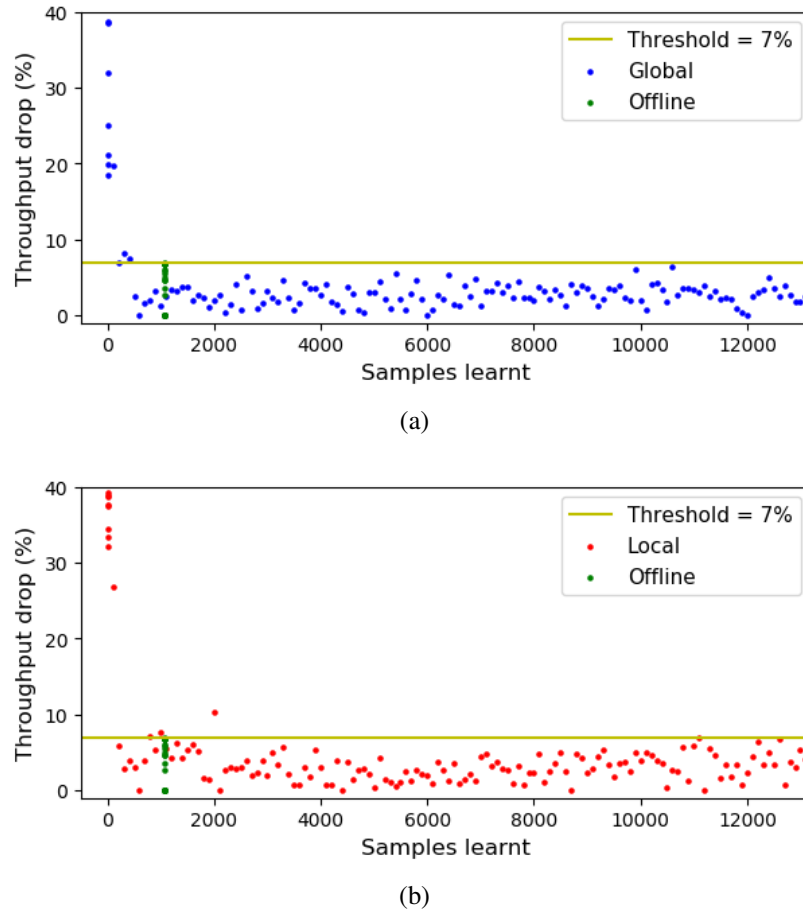 40
30
20
10
0
Throughput drop (%)
Threshold = 7%
Global
Offline
0 2000 4000 6000 8000 10000 12000
Samples learnt
(a)
40
30
20
10
0
Throughput drop (%)
Threshold = 7%
Local
Offline
0 2000 4000 6000 8000 10000 12000
Samples learnt
(b)